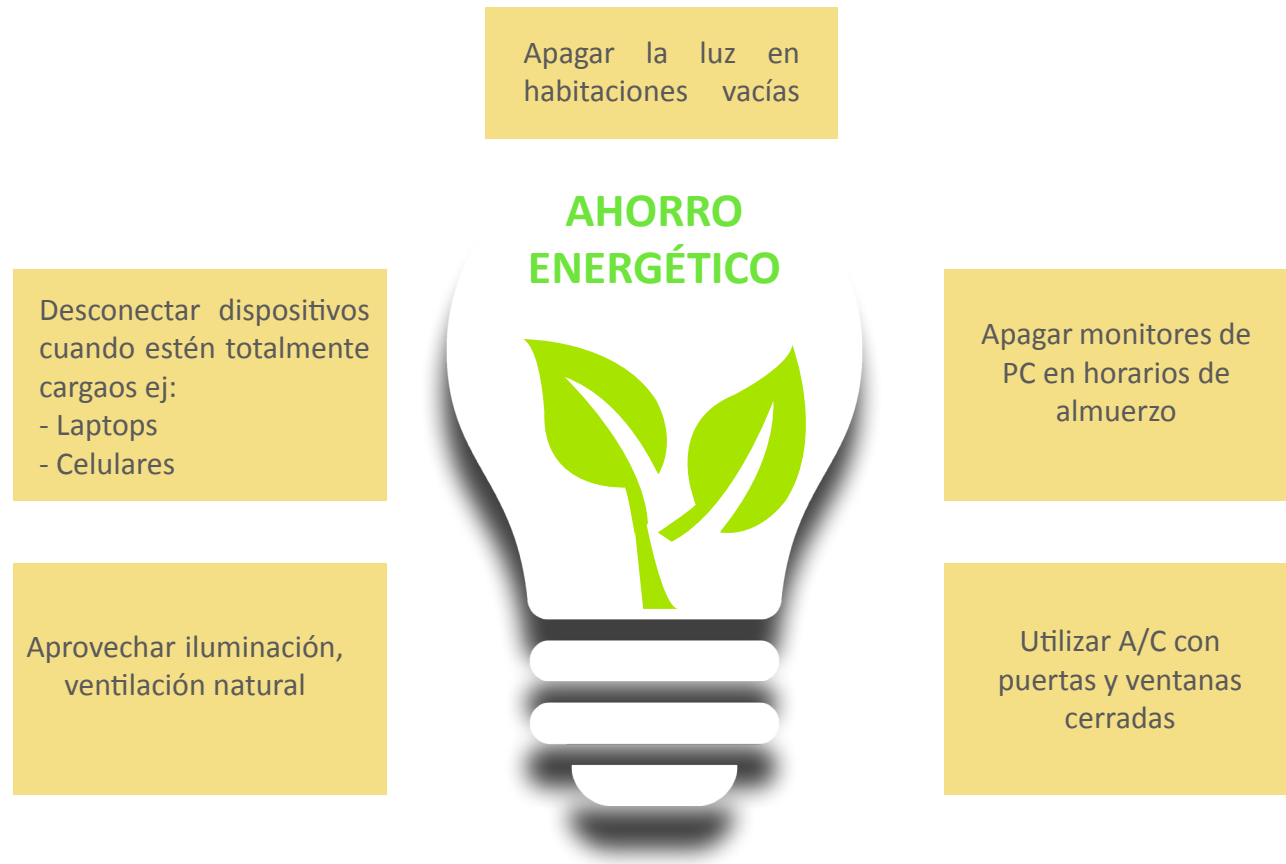 Apagar la luz en
habitaciones vacías
AHORRO
ENERGÉTICO
Desconectar dispositivos
cuando estén totalmente
cargaos ej:
- Laptops
- Celulares
Apagar monitores de
PC en horarios de
almuerzo
Aprovechar iluminación,
ventilación natural
Utilizar A/C con
puertas y ventanas
cerradas